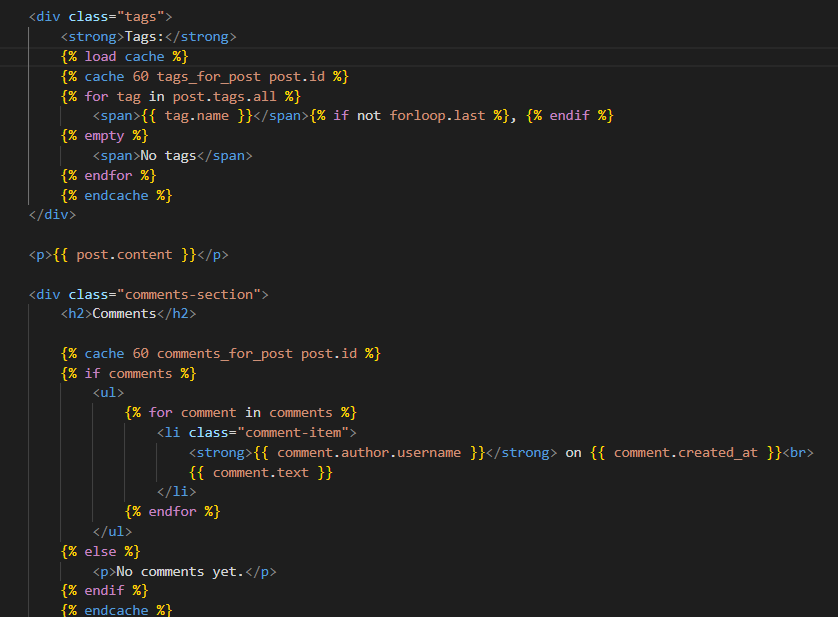 <div class="tags">
    <strong>Tags:</strong>
    {% load cache %}
    {% cache 60 tags_for_post post.id %}
    {% for tag in post.tags.all %}
        <span>{{ tag.name }}</span>{% if not forloop.last %}, {% endif %}
    {% empty %}
        <span>No tags</span>
    {% endfor %}
    {% endcache %}
</div>

<p>{{ post.content }}</p>

<div class="comments-section">
    <h2>Comments</h2>

    {% cache 60 comments_for_post post.id %}
    {% if comments %}
        <ul>
            {% for comment in comments %}
                <li class="comment-item">
                    <strong>{{ comment.author.username }}</strong> on {{ comment.created_at }}<br>
                    {{ comment.text }}
                </li>
            {% endfor %}
        </ul>
    {% else %}
        <p>No comments yet.</p>
    {% endif %}
    {% endcache %}